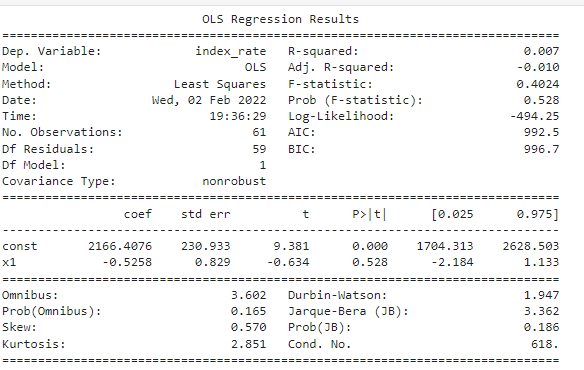 OLS Regression Results
==============================================================================
Dep. Variable:             index_rate   R-squared:                       0.007
Model:                            OLS   Adj. R-squared:                 -0.010
Method:                 Least Squares   F-statistic:                    0.4024
Date:                Wed, 02 Feb 2022   Prob (F-statistic):              0.528
Time:                        19:36:29   Log-Likelihood:                -494.25
No. Observations:                  61   AIC:                             992.5
Df Residuals:                      59   BIC:                             996.7
Df Model:                           1
Covariance Type:            nonrobust
==============================================================================
                 coef    std err          t      P>|t|      [0.025      0.975]
------------------------------------------------------------------------------
const       2166.4076    230.933      9.381      0.000    1704.313    2628.503
x1            -0.5258      0.829     -0.634      0.528      -2.184       1.133
==============================================================================
Omnibus:                        3.602   Durbin-Watson:                   1.947
Prob(Omnibus):                  0.165   Jarque-Bera (JB):                3.362
Skew:                           0.570   Prob(JB):                        0.186
Kurtosis:                       2.851   Cond. No.                         618.
==============================================================================